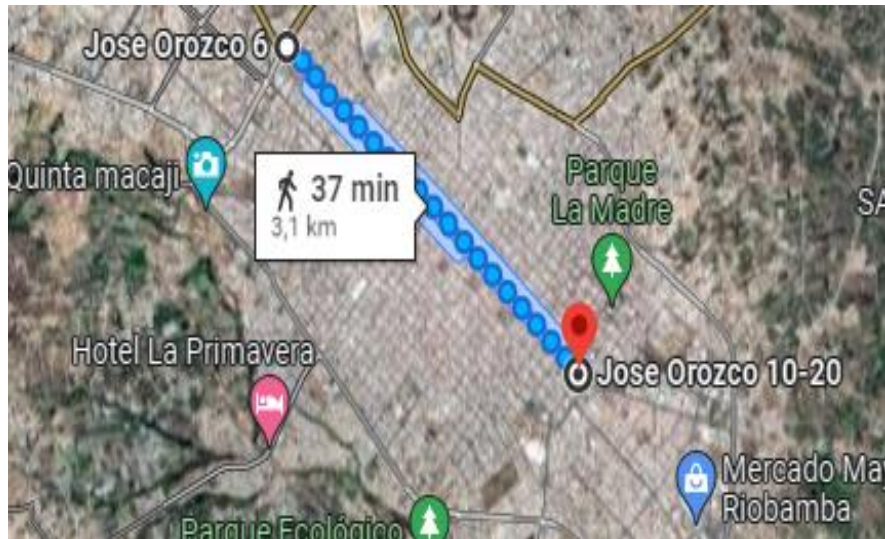 Jose Orozco 6
Quinta macaji
37 min
3,1 km
Parque
La Madre
SA
Hotel La Primavera
Jose Orozco 10-20
Mercado Ma
Riobamba
Parque Ecológico